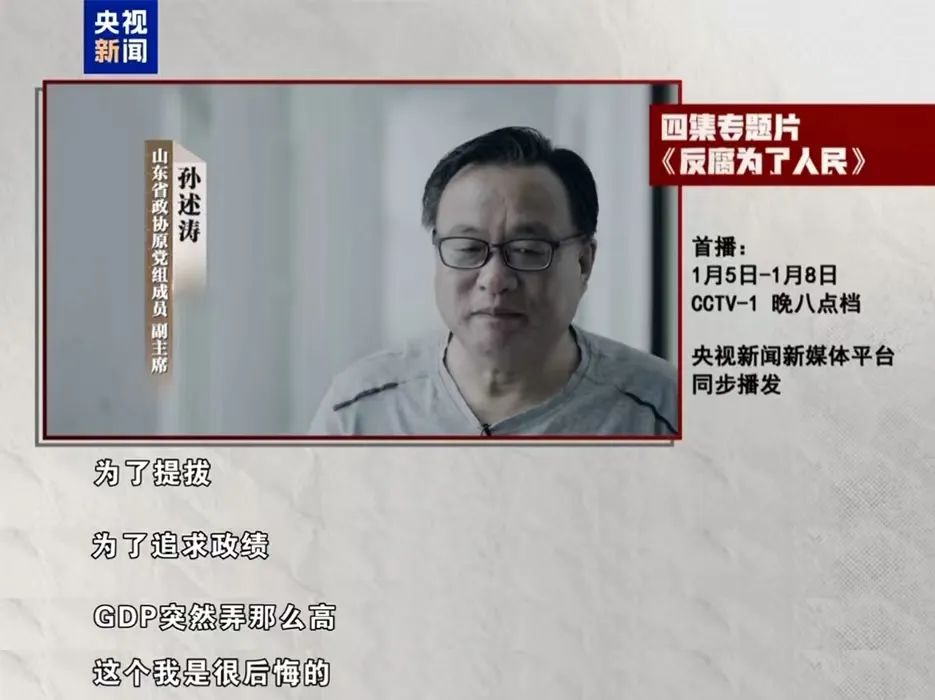 央视
新闻
四集专题片
《反腐为了人民》
孙述涛
山东省政协原党组成员 副主席
首播：
1月5日-1月8日
CCTV-1 晚八点档
央视新闻新媒体平台
同步播发
为了提拔
为了追求政绩
GDP突然弄那么高
这个我是很后悔的